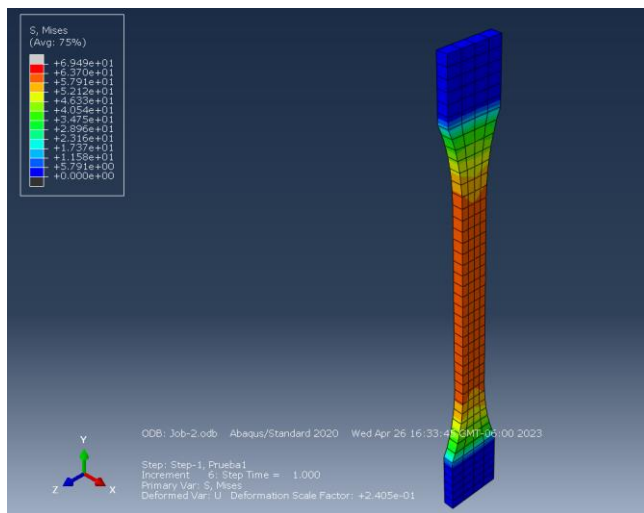 S, Mises
(Avg: 75%)
+6.949e+01
+6.370e+01
+5.791e+01
+5.212e+01
+4.633e+01
+4.054e+01
+3.475e+01
+2.896e+01
+2.316e+01
+1.737e+01
+1.158e+01
+5.791e+00
+0.000e+00
Y
Z
X
ODB: Job-2.odb Abaqus/Standard 2020 Wed Apr 26 16:33:45 GMT-06:00 2023
Step: Step-1, Prueba1
Increment 6: Step Time = 1.000
Primary Var: S, Mises
Deformed Var: U Deformation Scale Factor: +2.405e-01